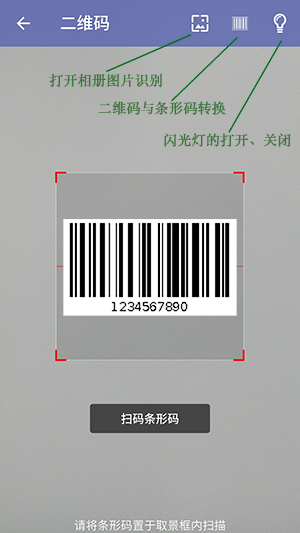 二维码
打开相册图片识别
二维码与条形码转换
闪光灯的打开、关闭
1234567890
扫码条形码
请将条形码置于取景框内扫描